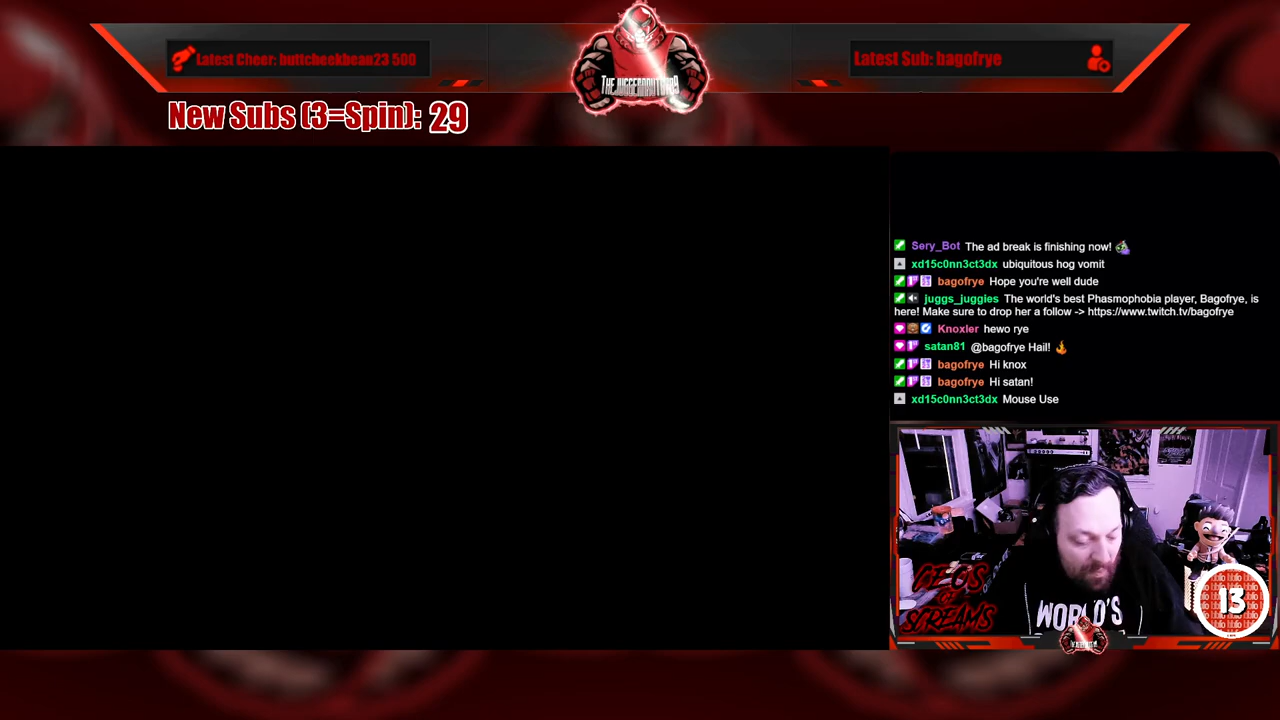 Latest Cheer: buttcheekbean23 500
THEJUGGERNUT0789
Latest Sub: bagofrye
New Subs (3=Spin): 29
Sery_Bot The ad break is finishing now!
xd15c0nn3ct3dx ubiquitous hog vomit
bagofrye Hope you're well dude
juggs_juggies The world's best Phasmophobia player, Bagofrye, is
here! Make sure to drop her a follow -> https://www.twitch.tv/bagofrye
Knoxler hewo rye
satan81 @bagofrye Hail!
bagofrye Hi knox
bagofrye Hi satan!
xd15c0nn3ct3dx Mouse Use
SCREAMS
WORLD'S
13